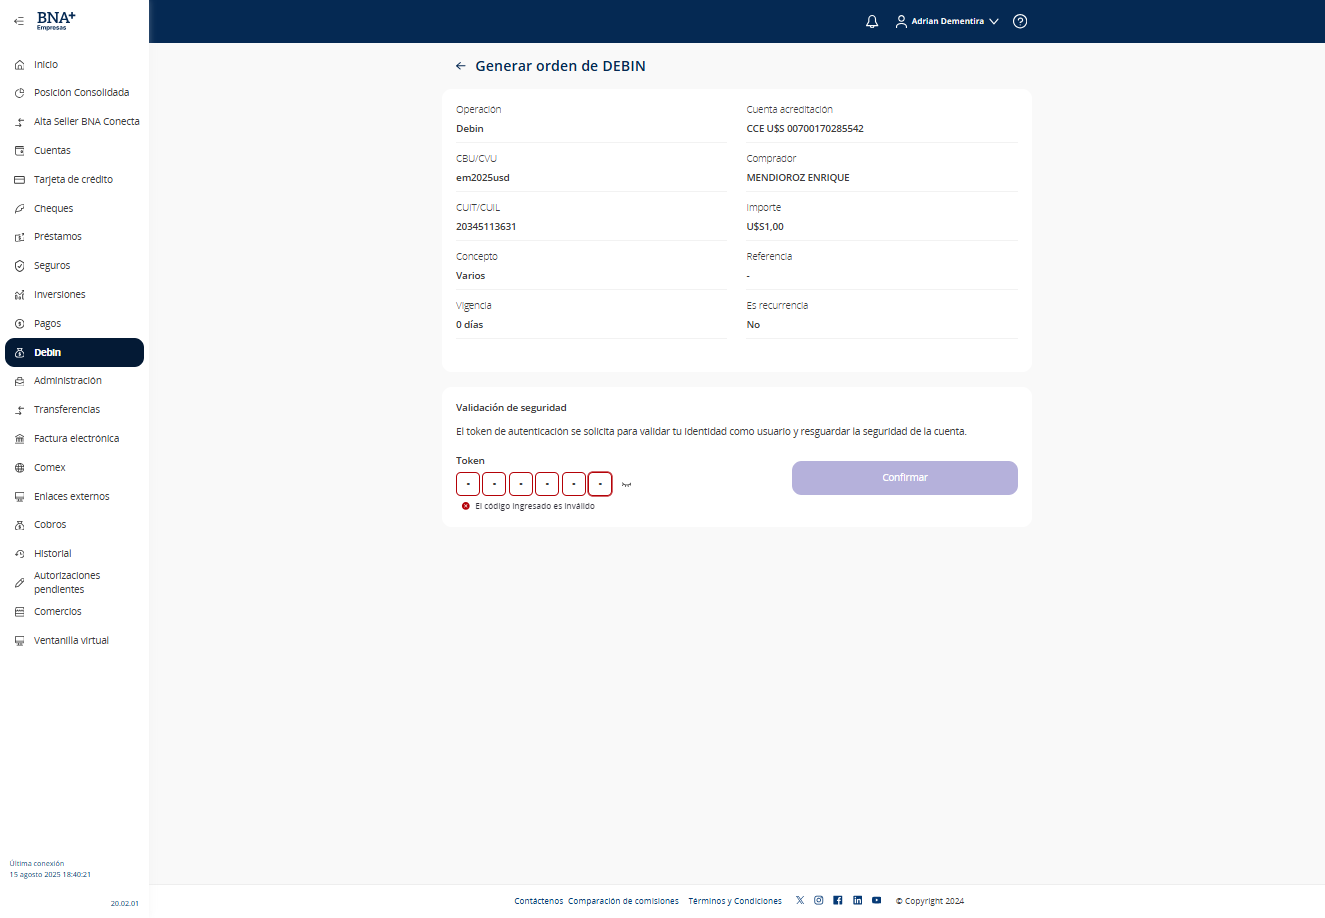 BNA+
Empresas
Adrian Dementira
Inicio
Posición Consolidada
Alta Seller BNA Conecta
Cuentas
Tarjeta de crédito
Cheques
Préstamos
Seguros
Inversiones
Pagos
Debin
Administración
Transferencias
Factura electrónica
Comex
Enlaces externos
Cobros
Historial
Autorizaciones
pendientes
Comercios
Ventanilla virtual
Última conexión
15 agosto 2025 18:40:21
20.02.01
Generar orden de DEBIN
Operación
Debin
Cuenta acreditación
CCE U$S 00700170285542
CBU/CVU
em2025usd
Comprador
MENDIOROZ ENRIQUE
CUIT/CUIL
20345113631
Importe
U$S1,00
Concepto
Varios
Referencia
-
Vigencia
0 días
Es recurrencia
No
Validación de seguridad
El token de autenticación se solicita para validar tu identidad como usuario y resguardar la seguridad de la cuenta.
Token
Confirmar
El código ingresado es inválido
Contáctenos Comparación de comisiones Términos y Condiciones © Copyright 2024